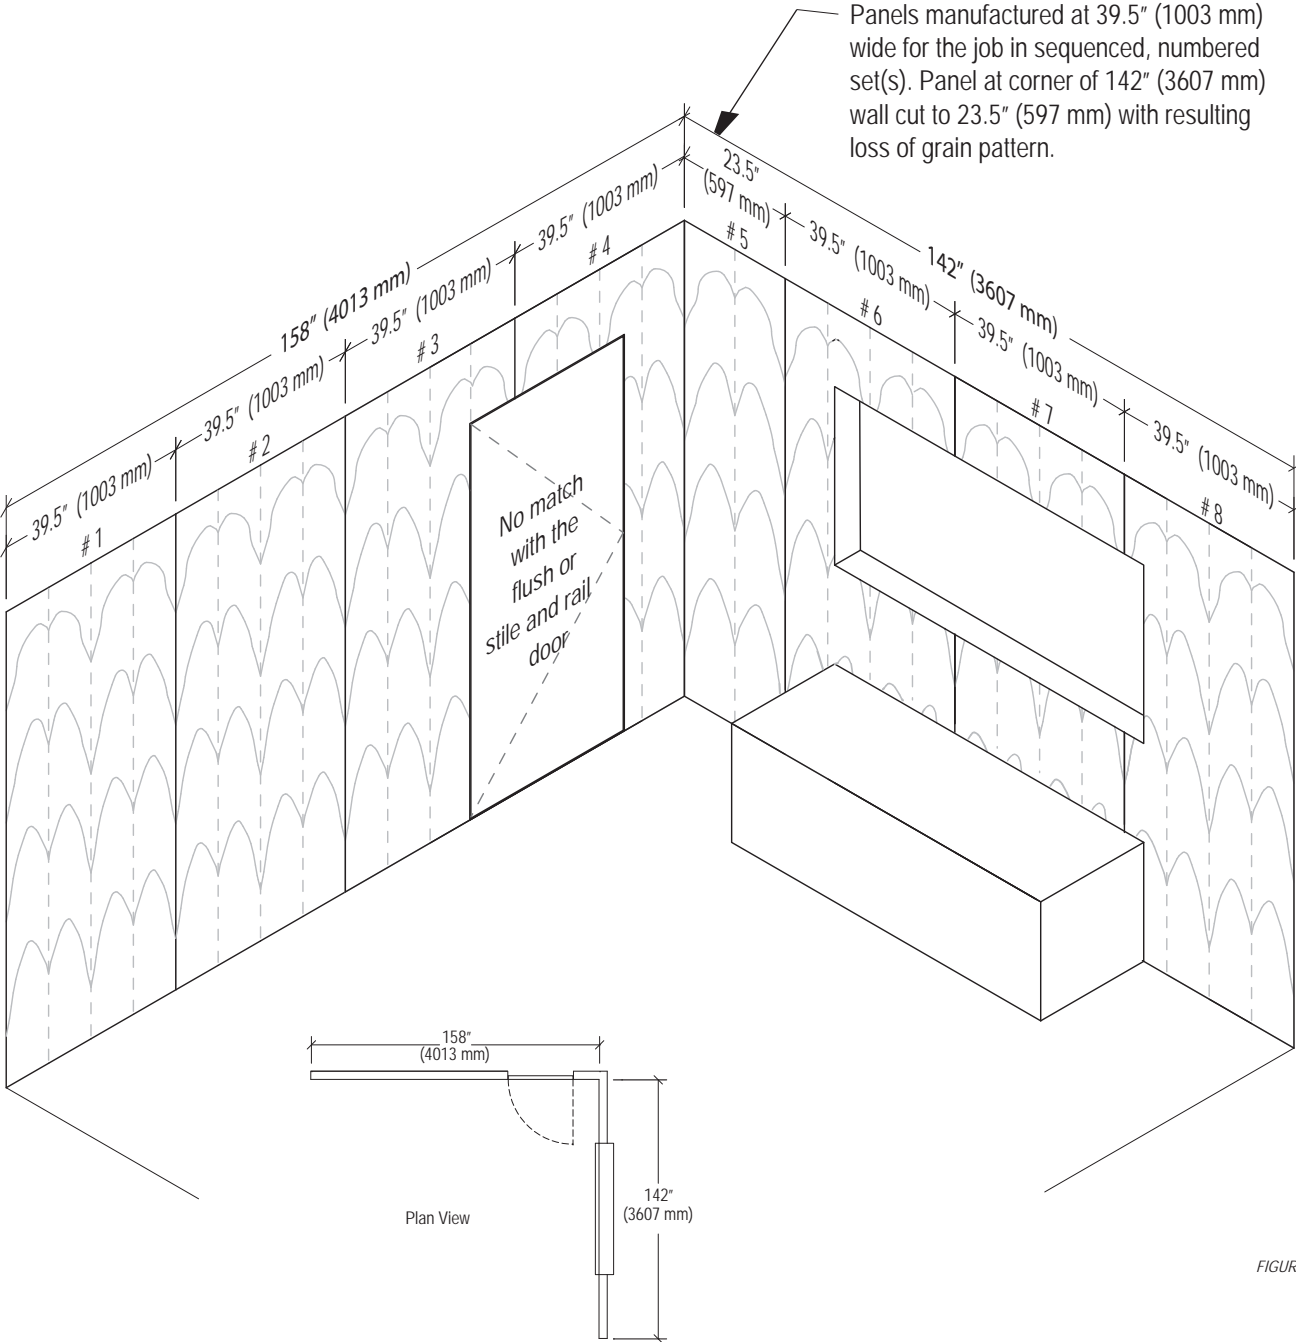 Panels manufactured at 39.5" (1003 mm)
wide for the job in sequenced, numbered
set(s). Panel at corner of 142" (3607 mm)
wall cut to 23.5" (597 mm) with resulting
loss of grain pattern.
158" (4013 mm)
142" (3607 mm)
39.5" (1003 mm)
# 1
39.5" (1003 mm)
# 2
39.5" (1003 mm)
# 3
39.5" (1003 mm)
# 4
23.5"
(597 mm)
# 5
39.5" (1003 mm)
# 6
39.5" (1003 mm)
# 7
39.5" (1003 mm)
# 8
No match
with the
flush or
stile and rail
door
158"
(4013 mm)
142"
(3607 mm)
Plan View
FIGUR